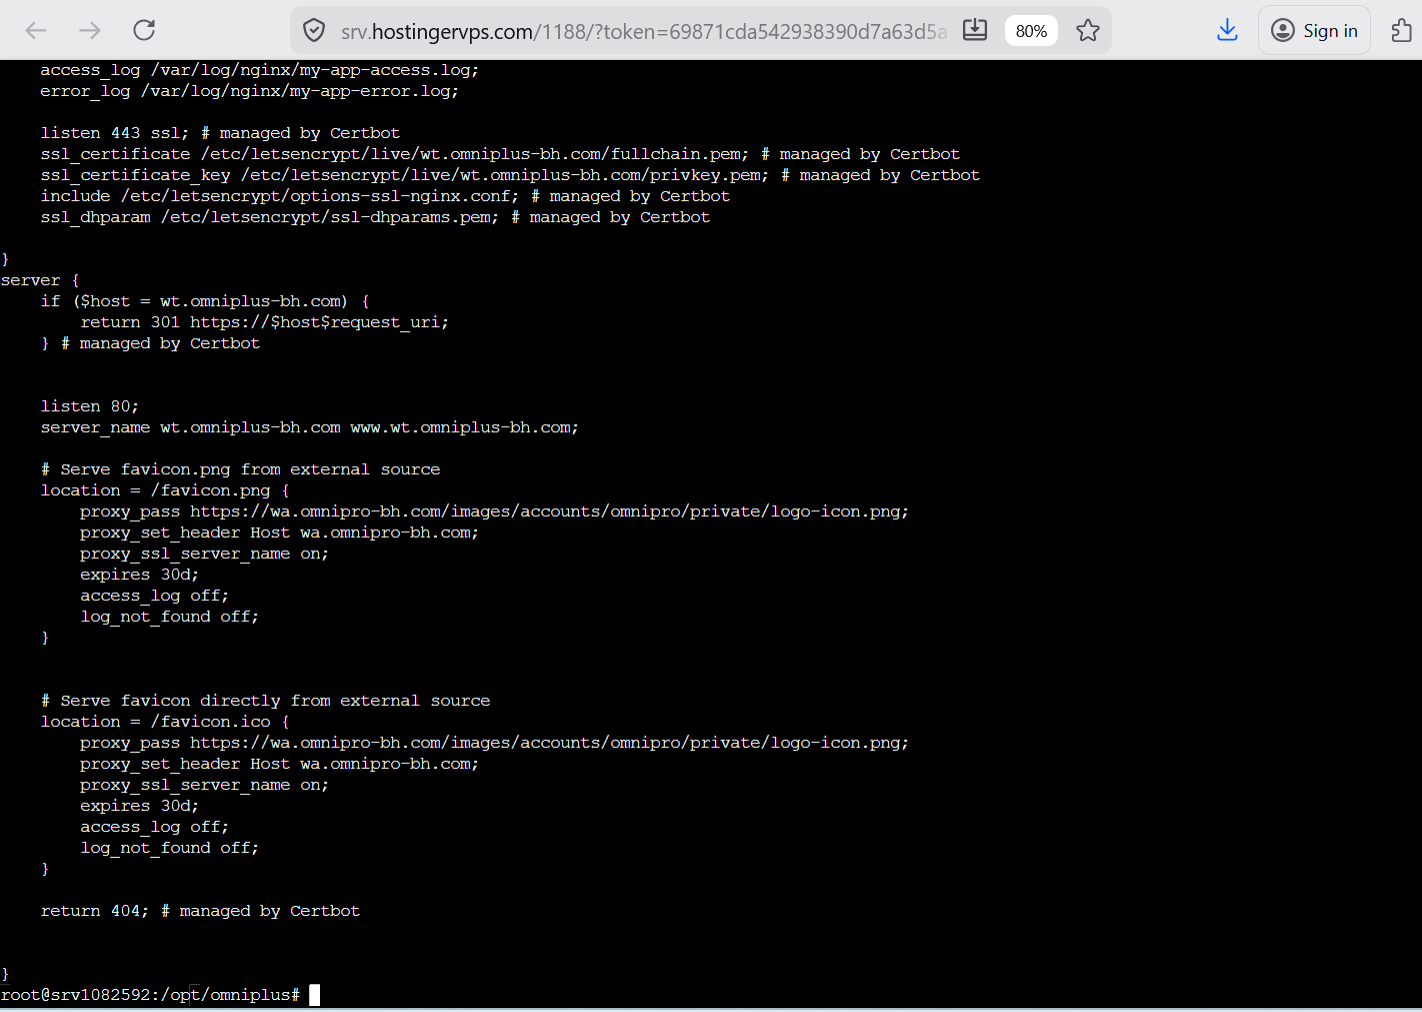 srv.hostingervps.com/1188/?token=69871cda542938390d7a63d5a
80%
Sign in
    access_log /var/log/nginx/my-app-access.log;
    error_log /var/log/nginx/my-app-error.log;
    listen 443 ssl; # managed by Certbot
    ssl_certificate /etc/letsencrypt/live/wt.omniplus-bh.com/fullchain.pem; # managed by Certbot
    ssl_certificate_key /etc/letsencrypt/live/wt.omniplus-bh.com/privkey.pem; # managed by Certbot
    include /etc/letsencrypt/options-ssl-nginx.conf; # managed by Certbot
    ssl_dhparam /etc/letsencrypt/ssl-dhparams.pem; # managed by Certbot
}
server {
    if ($host = wt.omniplus-bh.com) {
        return 301 https://$host$request_uri;
    } # managed by Certbot
    listen 80;
    server_name wt.omniplus-bh.com www.wt.omniplus-bh.com;
    # Serve favicon.png from external source
    location = /favicon.png {
        proxy_pass https://wa.omnipro-bh.com/images/accounts/omnipro/private/logo-icon.png;
        proxy_set_header Host wa.omnipro-bh.com;
        proxy_ssl_server_name on;
        expires 30d;
        access_log off;
        log_not_found off;
    }
    # Serve favicon directly from external source
    location = /favicon.ico {
        proxy_pass https://wa.omnipro-bh.com/images/accounts/omnipro/private/logo-icon.png;
        proxy_set_header Host wa.omnipro-bh.com;
        proxy_ssl_server_name on;
        expires 30d;
        access_log off;
        log_not_found off;
    }
    return 404; # managed by Certbot
}
root@srv1082592:/opt/omniplus#